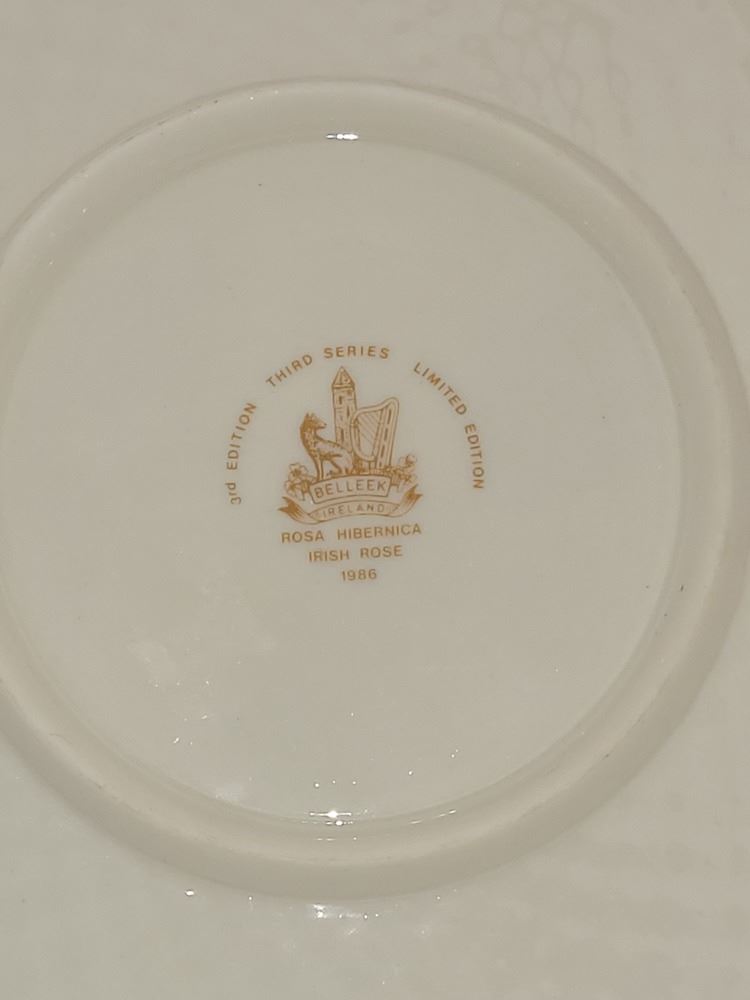 3rd EDITION THIRD SERIES LIMITED EDITION
BELLEEK
IRELAND
ROSA HIBERNICA
IRISH ROSE
1986